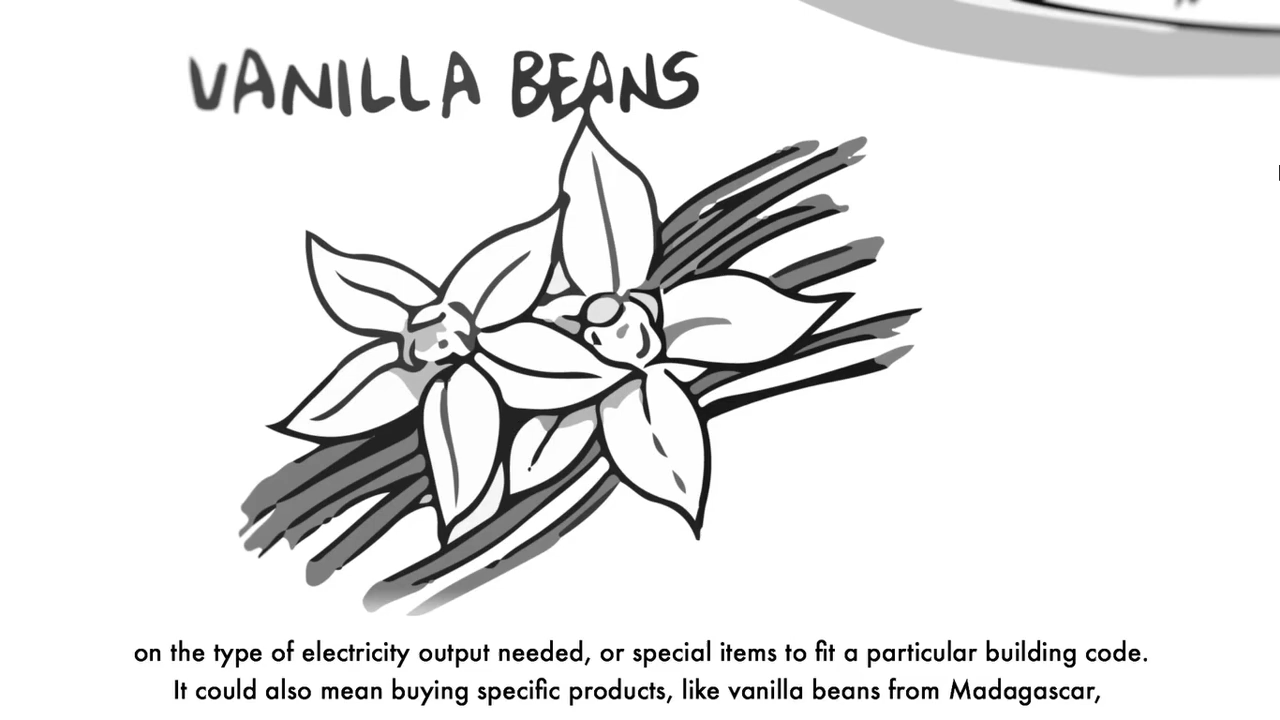 VANILLA BEANS
on the type of electricity output needed, or special items to fit a particular building code.
It could also mean buying specific products, like vanilla beans from Madagascar,